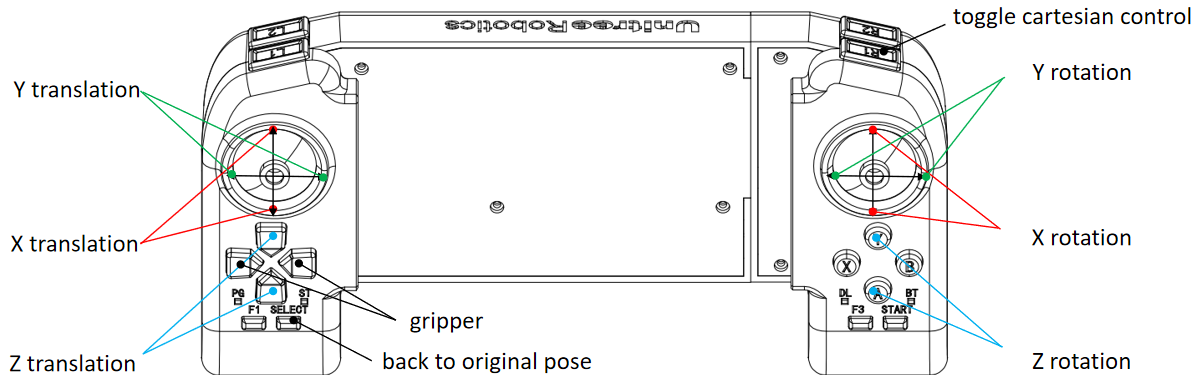 toggle cartesian control
Unitree Robotics
L2
L1
R2
R1
Y translation
Y rotation
X translation
X rotation
Y
X
B
A
PG
ST
F1
SELECT
DL
BT
F3
START
gripper
Z translation
back to original pose
Z rotation